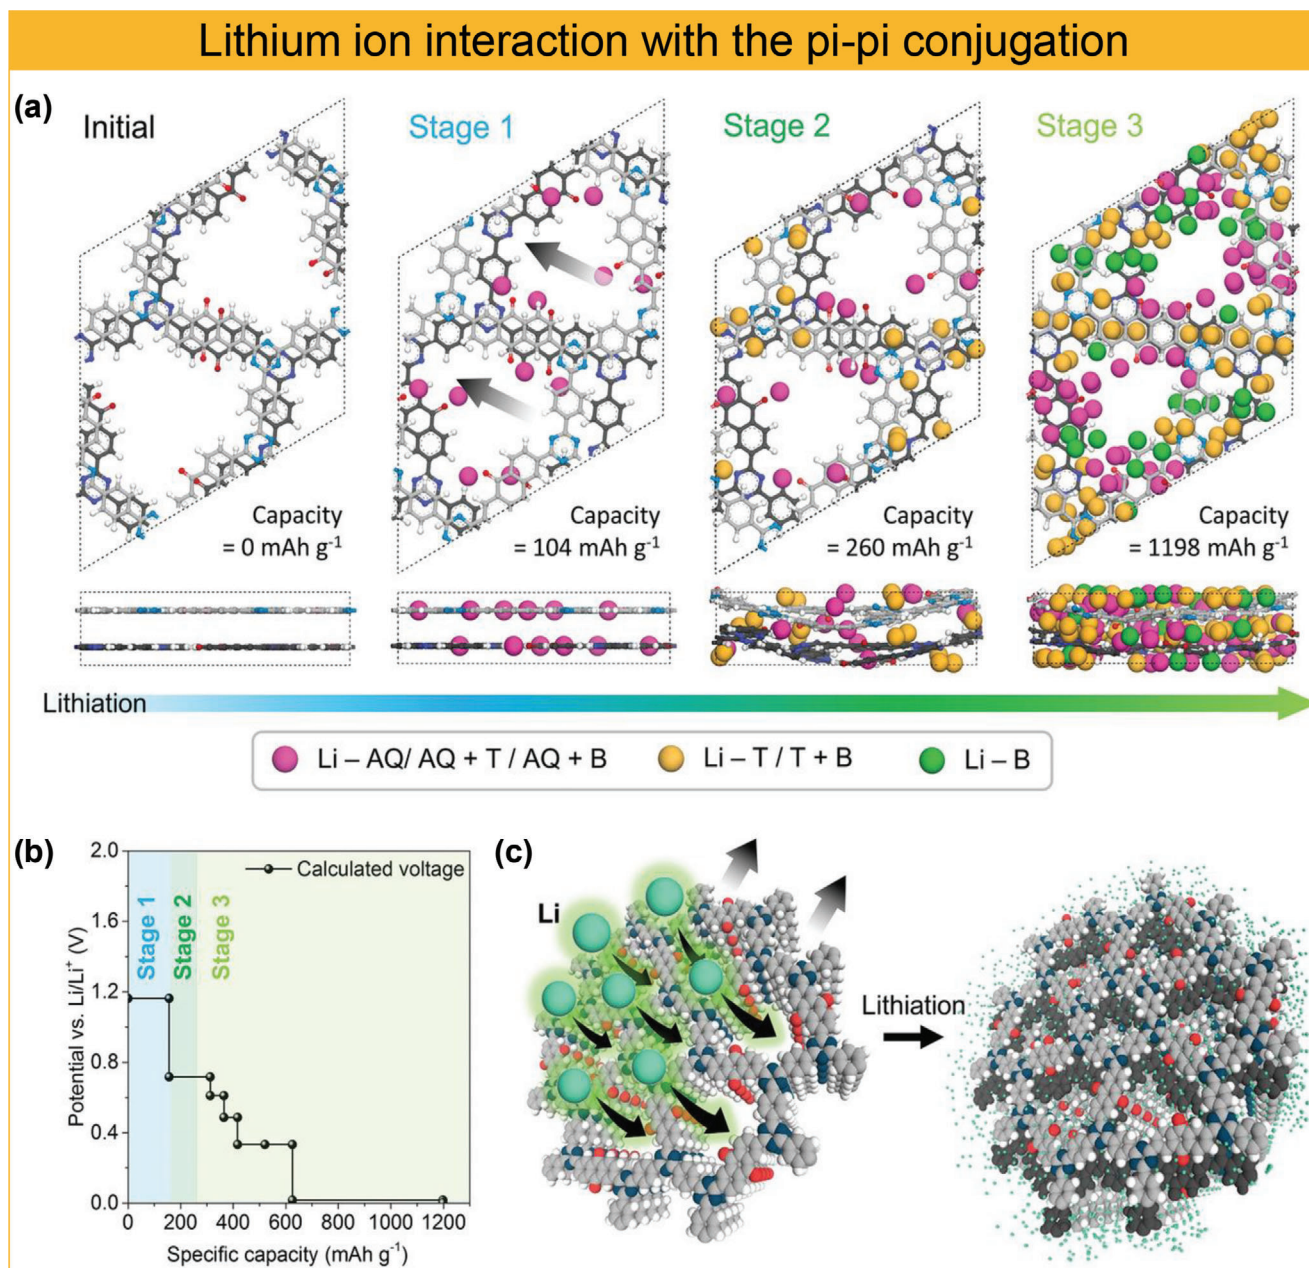 Lithium ion interaction with the pi-pi conjugation
(a)
Initial
Stage 1
Stage 2
Stage 3
Capacity
= 0 mAh g⁻¹
Capacity
= 104 mAh g⁻¹
Capacity
= 260 mAh g⁻¹
Capacity
= 1198 mAh g⁻¹
Lithiation
Li – AQ/ AQ + T / AQ + B
Li – T / T + B
Li – B
(b)
2.0
1.6
1.2
0.8
0.4
0.0
Potential vs. Li/Li⁺ (V)
Calculated voltage
Stage 1
Stage 2
Stage 3
0 200 400 600 800 1000 1200
Specific capacity (mAh g⁻¹)
(c)
Li
Lithiation